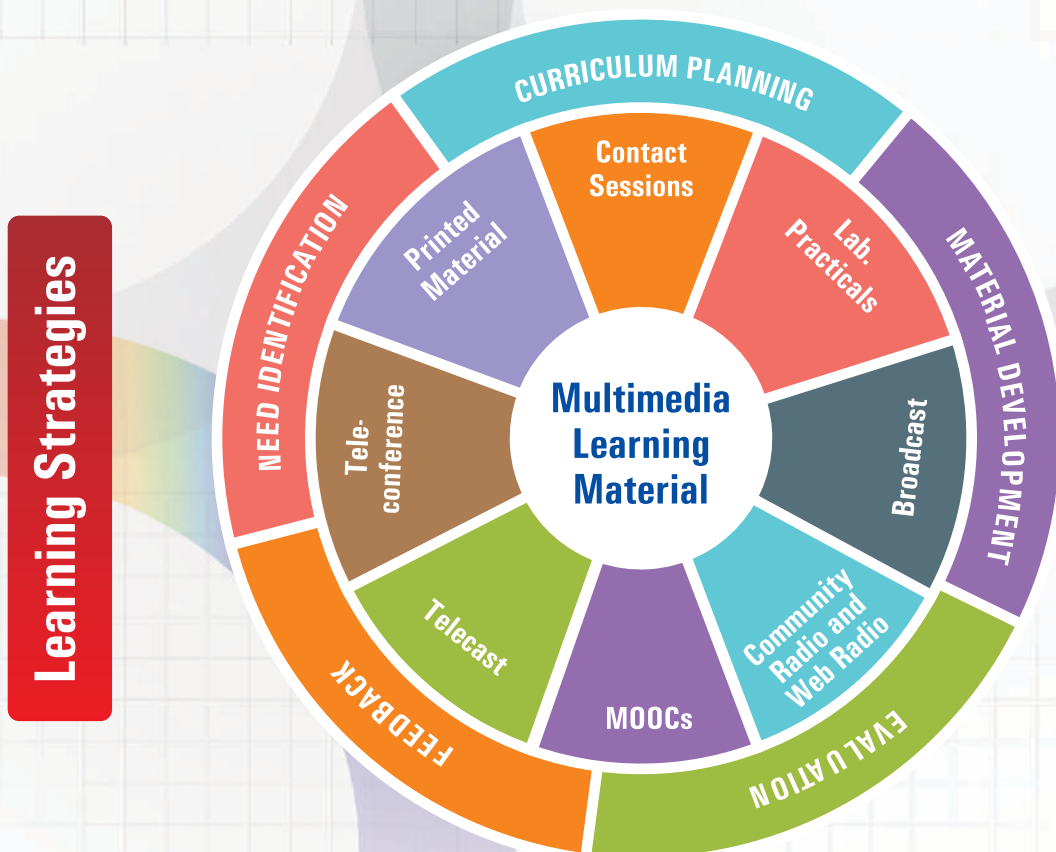 Learning Strategies
CURRICULUM PLANNING
MATERIAL DEVELOPMENT
EVALUATION
FEEDBACK
NEED IDENTIFICATION
Contact
Sessions
Lab.
Practicals
Broadcast
Community
Radio and
Web Radio
MOOCs
Telecast
Tele-
conference
Printed
Material
Multimedia
Learning
Material